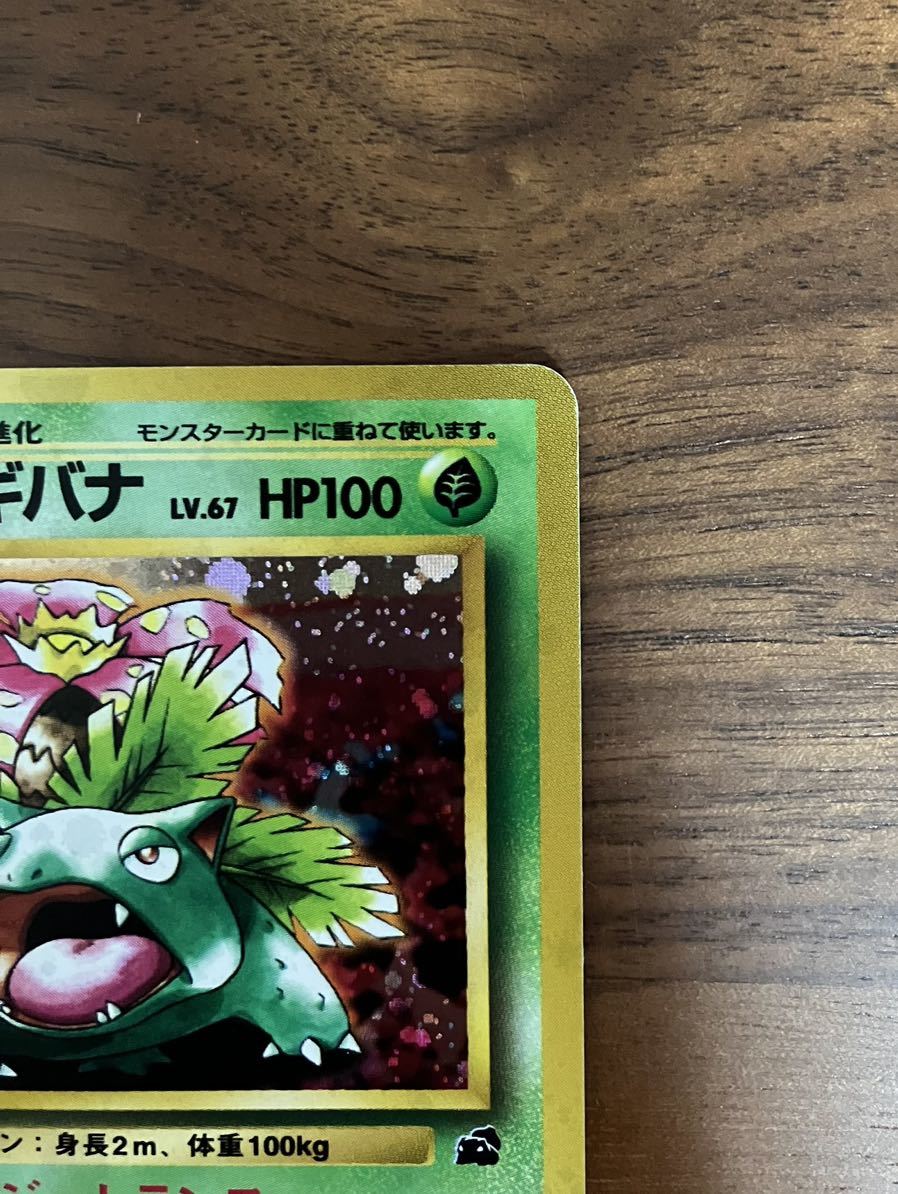 進化 モンスターカードに重ねて使います。
ギバナ LV.67 HP100
ン：身長2m、体重100kg